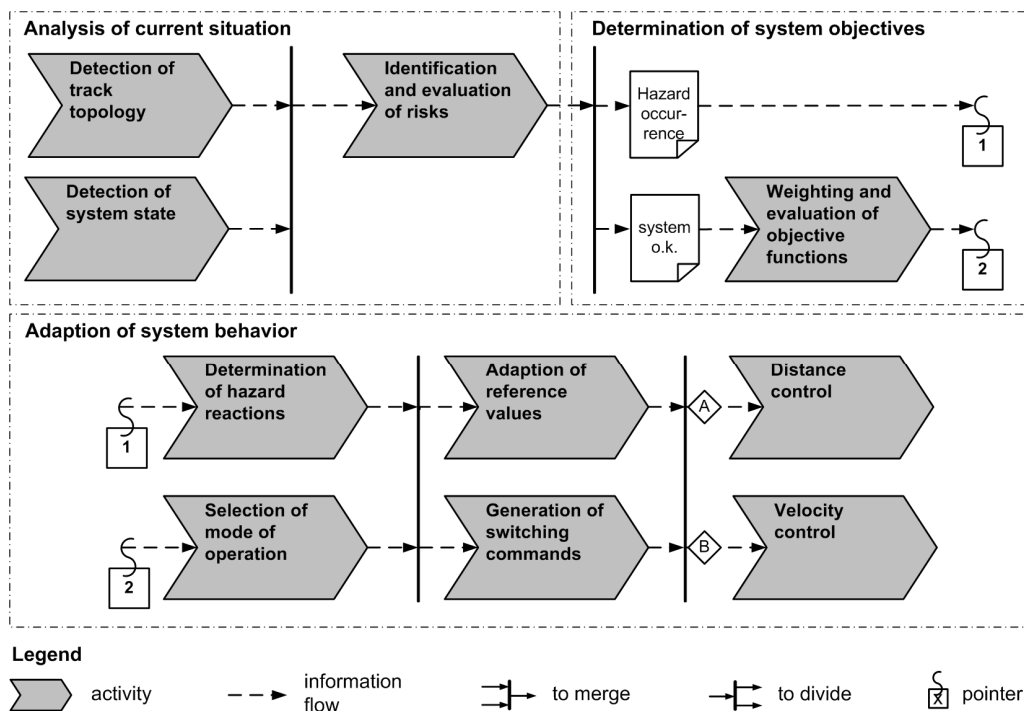 Analysis of current situation
Detection of
track
topology
Identification
and evaluation
of risks
Detection of
system state
Determination of system objectives
Hazard
occur-
rence
1
system
o.k.
Weighting and
evaluation of
objective
functions
2
Adaption of system behavior
1
Determination
of hazard
reactions
Adaption of
reference
values
A
Distance
control
2
Selection of
mode of
operation
Generation of
switching
commands
B
Velocity
control
Legend
activity
information
flow
to merge
to divide
X
pointer